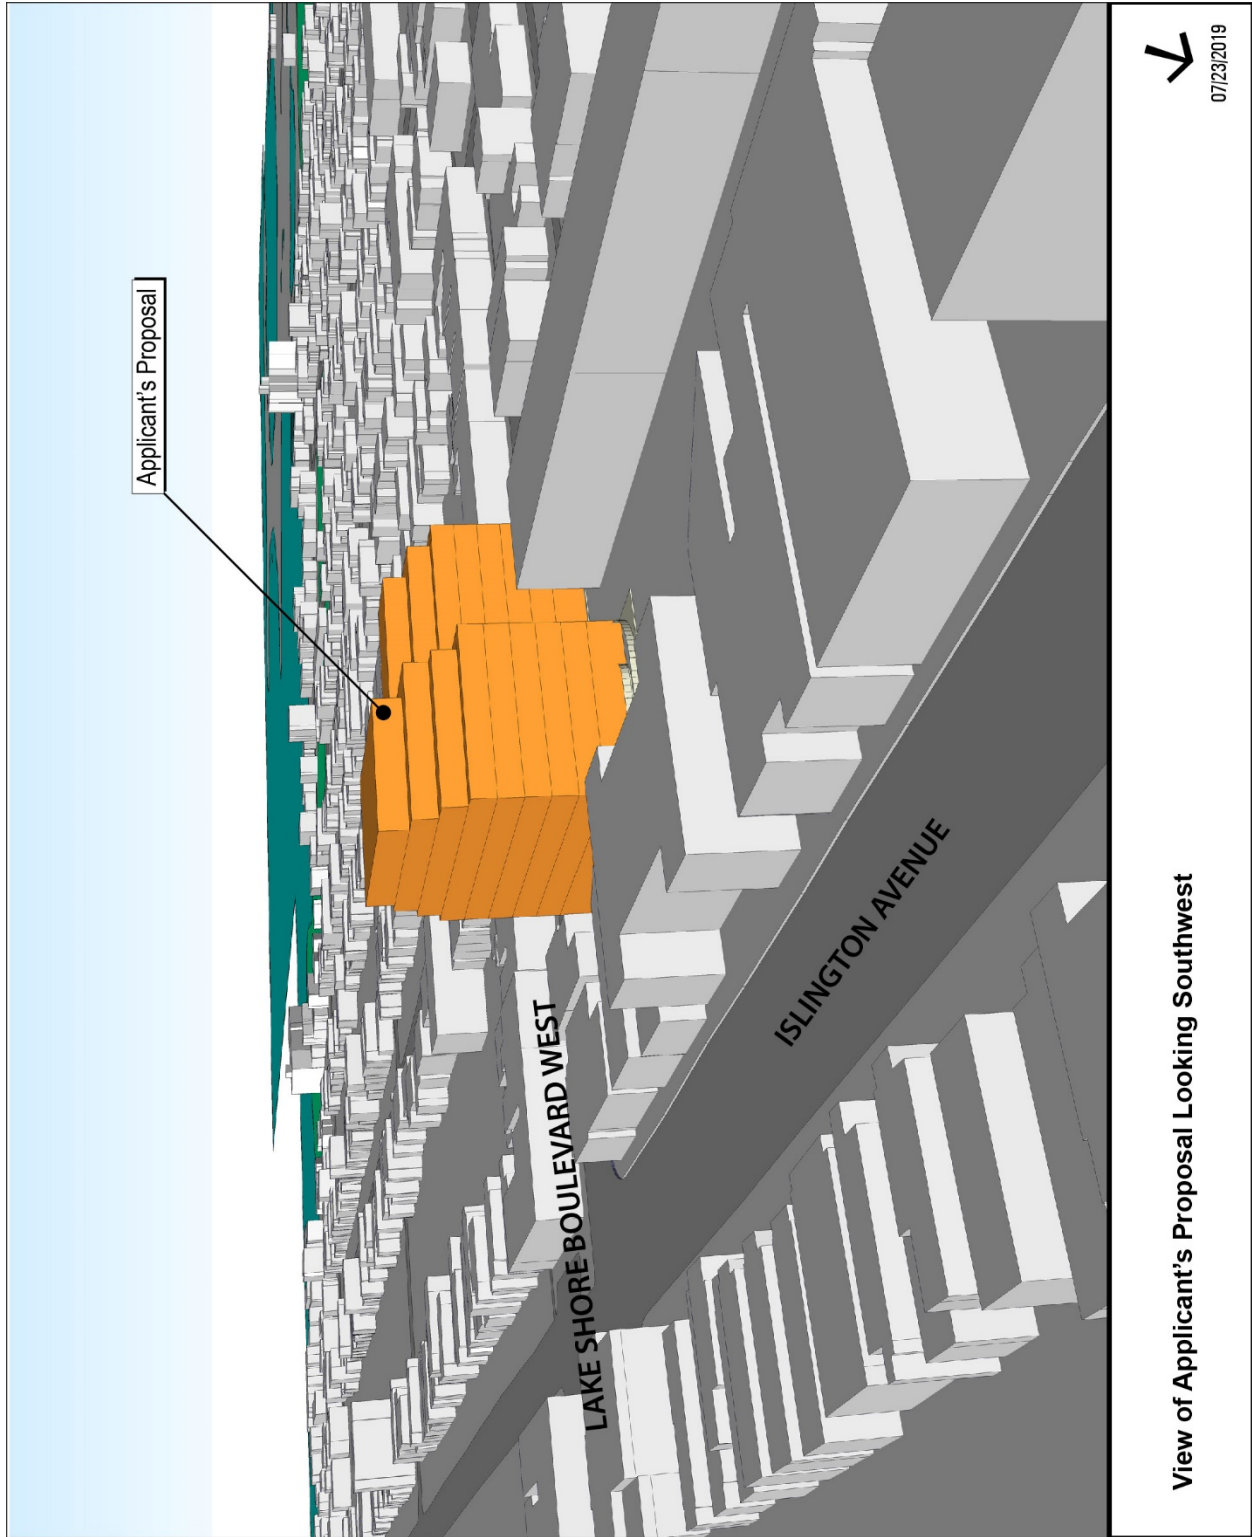 Applicant's Proposal
LAKE SHORE BOULEVARD WEST
ISLINGTON AVENUE
View of Applicant's Proposal Looking Southwest
07/23/2019